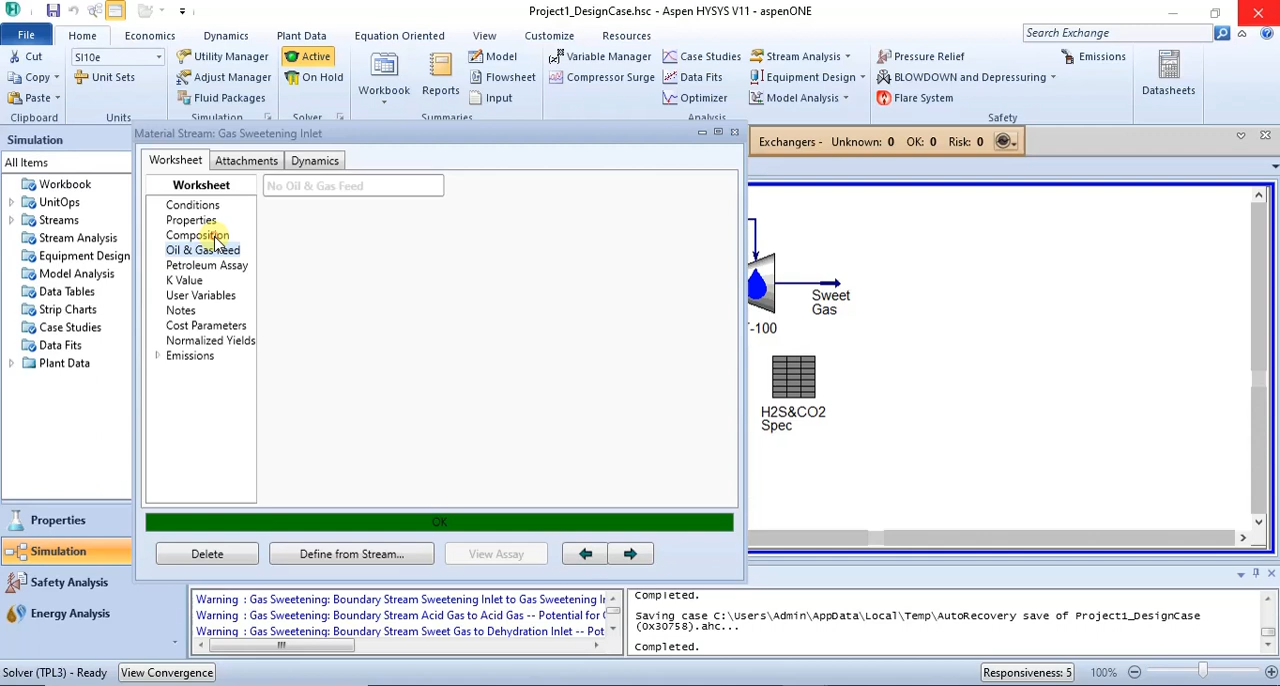 Project1_DesignCase.hsc - Aspen HYSYS V11 - aspenONE
File Home Economics Dynamics Plant Data Equation Oriented View Customize Resources
Search Exchange
Cut SI10e Utility Manager Active Model Variable Manager Case Studies Stream Analysis Pressure Relief Emissions
Copy Unit Sets Adjust Manager On Hold Flowsheet Compressor Surge Data Fits Equipment Design BLOWDOWN and Depressuring
Paste Fluid Packages Workbook Reports Input Optimizer Model Analysis Flare System Datasheets
Clipboard Units Simulation Solver Summaries Analysis Safety
Simulation
All Items
Workbook
UnitOps
Streams
Stream Analysis
Equipment Design
Model Analysis
Data Tables
Strip Charts
Case Studies
Data Fits
Plant Data
Properties
Simulation
Safety Analysis
Energy Analysis
Material Stream: Gas Sweetening Inlet
Worksheet Attachments Dynamics
Worksheet
Conditions
Properties
Composition
Oil & Gas Feed
Petroleum Assay
K Value
User Variables
Notes
Cost Parameters
Normalized Yields
Emissions
No Oil & Gas Feed
OK
Delete Define from Stream... View Assay
Exchangers - Unknown: 0 OK: 0 Risk: 0
Sweet
Gas
-100
H2S&CO2
Spec
Warning : Gas Sweetening: Boundary Stream Sweetening Inlet to Gas Sweetening In
Warning : Gas Sweetening: Boundary Stream Acid Gas to Acid Gas -- Potential for
Warning : Gas Sweetening: Boundary Stream Sweet Gas to Dehydration Inlet -- Pot
Completed.
Saving case C:\Users\Admin\AppData\Local\Temp\AutoRecovery save of Project1_DesignCase
(0x30758).ahc...
Completed.
Solver (TPL3) - Ready View Convergence Responsiveness: 5 100%